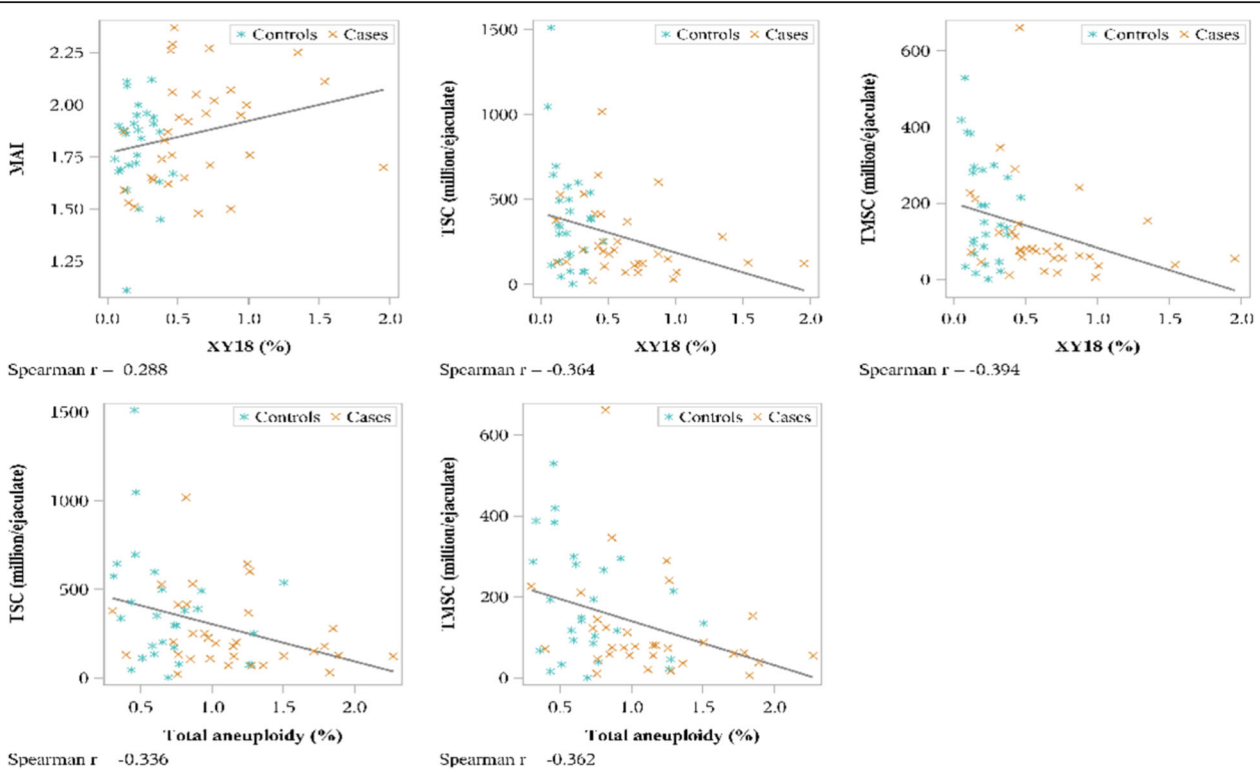 MAI
2.25
2.00
1.75
1.50
1.25
Controls Cases
0.0 0.5 1.0 1.5 2.0
XY18 (%)
Spearman r – 0.288
TSC (million/ejaculate)
1500
1000
500
0
Controls Cases
0.0 0.5 1.0 1.5 2.0
XY18 (%)
Spearman r – -0.364
TMSC (million/ejaculate)
600
400
200
0
Controls Cases
0.0 0.5 1.0 1.5 2.0
XY18 (%)
Spearman r – -0.394
TSC (million/ejaculate)
1500
1000
500
0
Controls Cases
0.5 1.0 1.5 2.0
Total aneuploidy (%)
Spearman r -0.336
TMSC (million/ejaculate)
600
400
200
0
Controls Cases
0.5 1.0 1.5 2.0
Total aneuploidy (%)
Spearman r -0.362